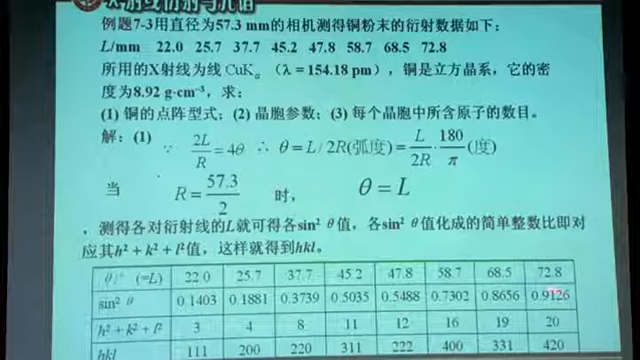 X射线衍射与孔谱
例题7-3用直径为57.3 mm的相机测得铜粉末的衍射数据如下：
L/mm 22.0 25.7 37.7 45.2 47.8 58.7 68.5 72.8
所用的X射线为线 CuKα （λ = 154.18 pm），铜是立方晶系，它的密
度为8.92 g·cm⁻³，求：
(1) 铜的点阵型式；(2) 晶胞参数；(3) 每个晶胞中所含原子的数目。
解：(1) ∵ 2L/R = 4θ ∴ θ = L / 2R(弧度) = L/2R · 180/π (度)
当 R = 57.3/2 时， θ = L
，测得各对衍射线的L就可得各sin² θ值，各sin² θ值化成的简单整数比即对
应其h² + k² + l²值，这样就得到hkl。
θ / ° (=L) 22.0 25.7 37.7 45.2 47.8 58.7 68.5 72.8
sin² θ 0.1403 0.1881 0.3739 0.5035 0.5488 0.7302 0.8656 0.9126
h² + k² + l² 3 4 8 11 12 16 19 20
hkl 111 200 220 311 222 400 331 420